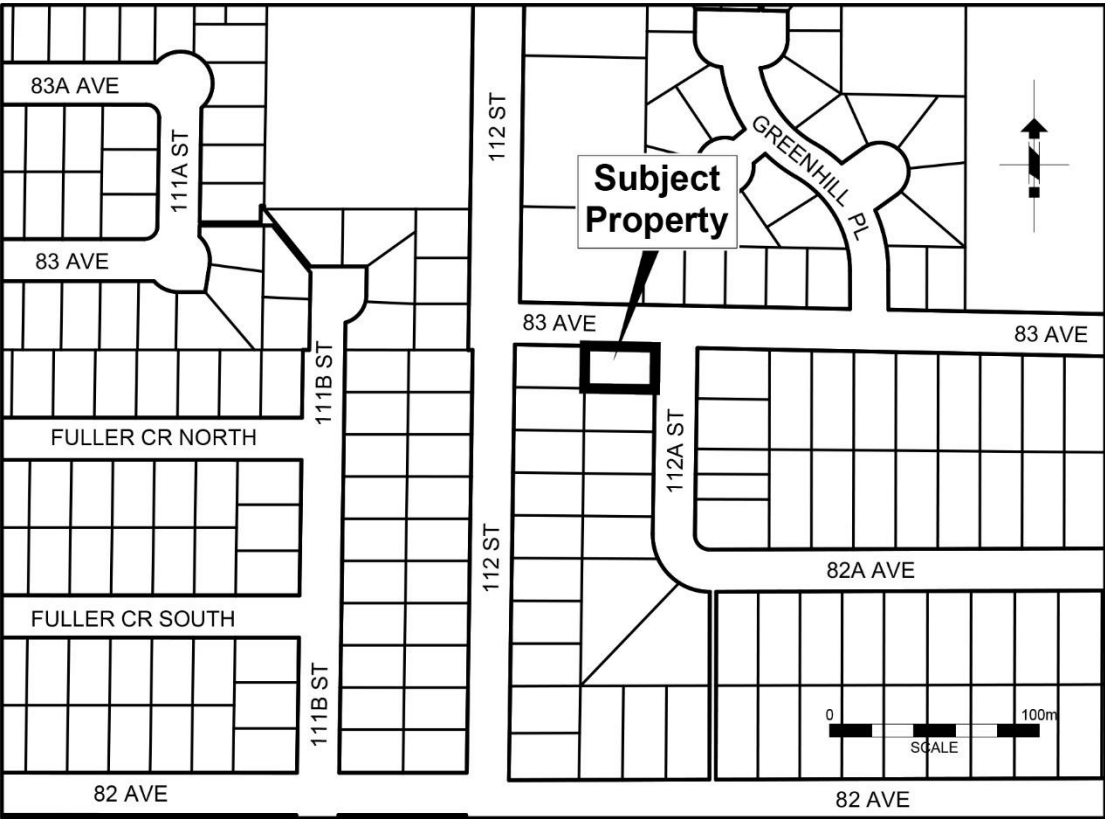 83A AVE
111A ST
112 ST
GREENHILL PL
Subject
Property
83 AVE
83 AVE
83 AVE
111B ST
FULLER CR NORTH
112A ST
112 ST
82A AVE
FULLER CR SOUTH
111B ST
0 100m
SCALE
82 AVE
82 AVE